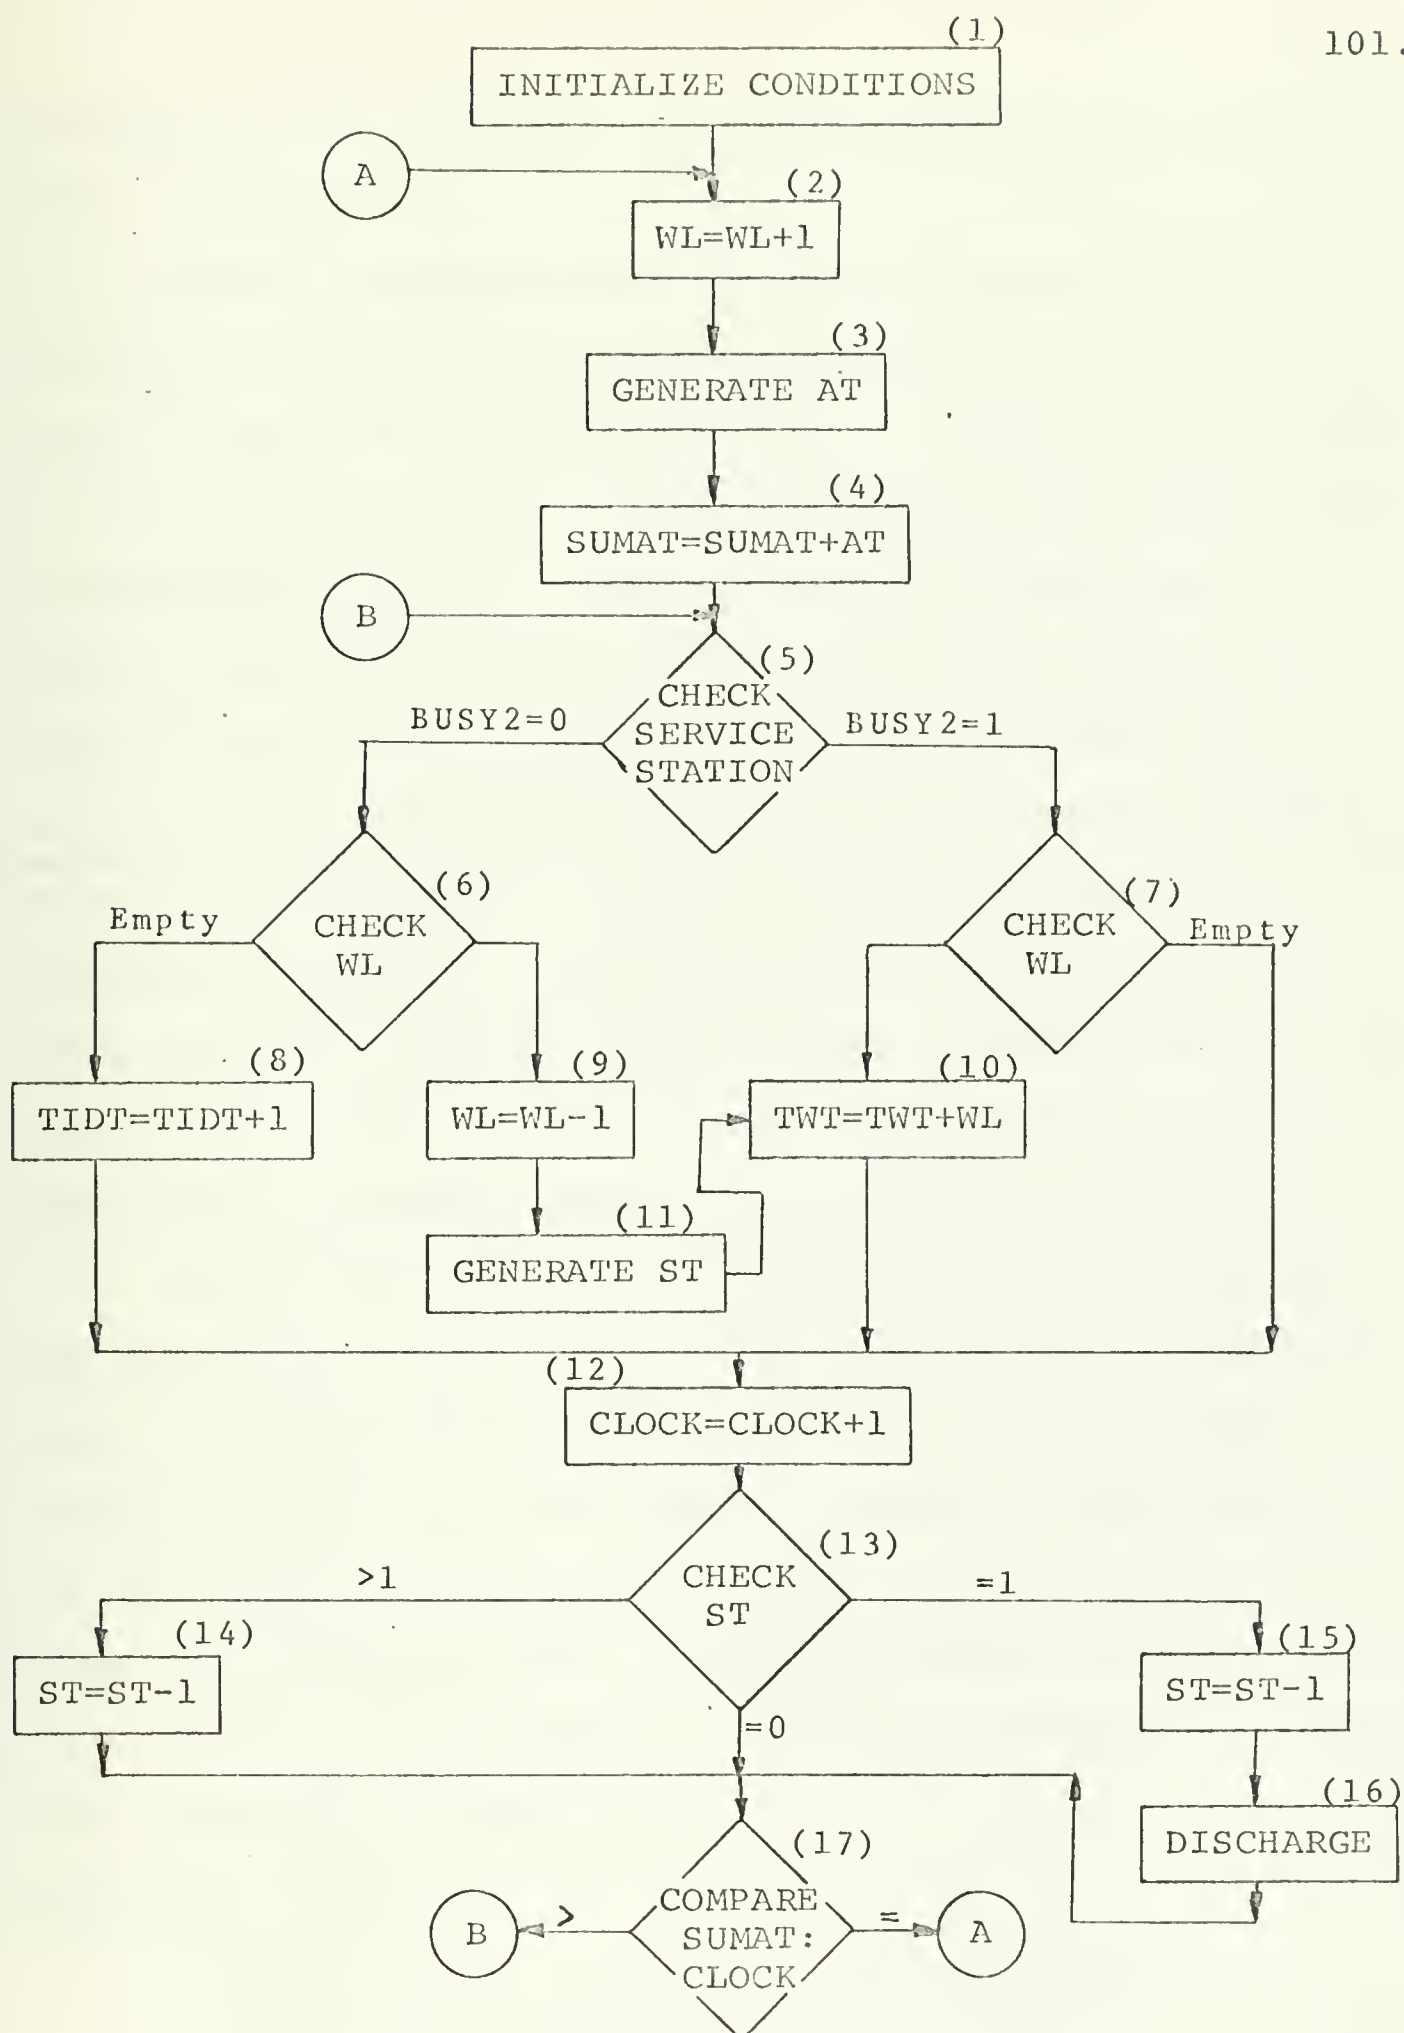 (1)
101.
INITIALIZE CONDITIONS
A
(2)
WL=WL+1
(3)
GENERATE AT
(4)
SUMAT=SUMAT+AT
B
(5)
CHECK
SERVICE
STATION
BUSY2=0
BUSY2=1
(6)
CHECK
WL
Empty
(7)
CHECK
WL
Empty
(8)
TIDT=TIDT+1
(9)
WL=WL-1
(10)
TWT=TWT+WL
(11)
GENERATE ST
(12)
CLOCK=CLOCK+1
(13)
CHECK
ST
>1
=1
=0
(14)
ST=ST-1
(15)
ST=ST-1
(16)
DISCHARGE
(17)
COMPARE
SUMAT:
CLOCK
B
>
=
A